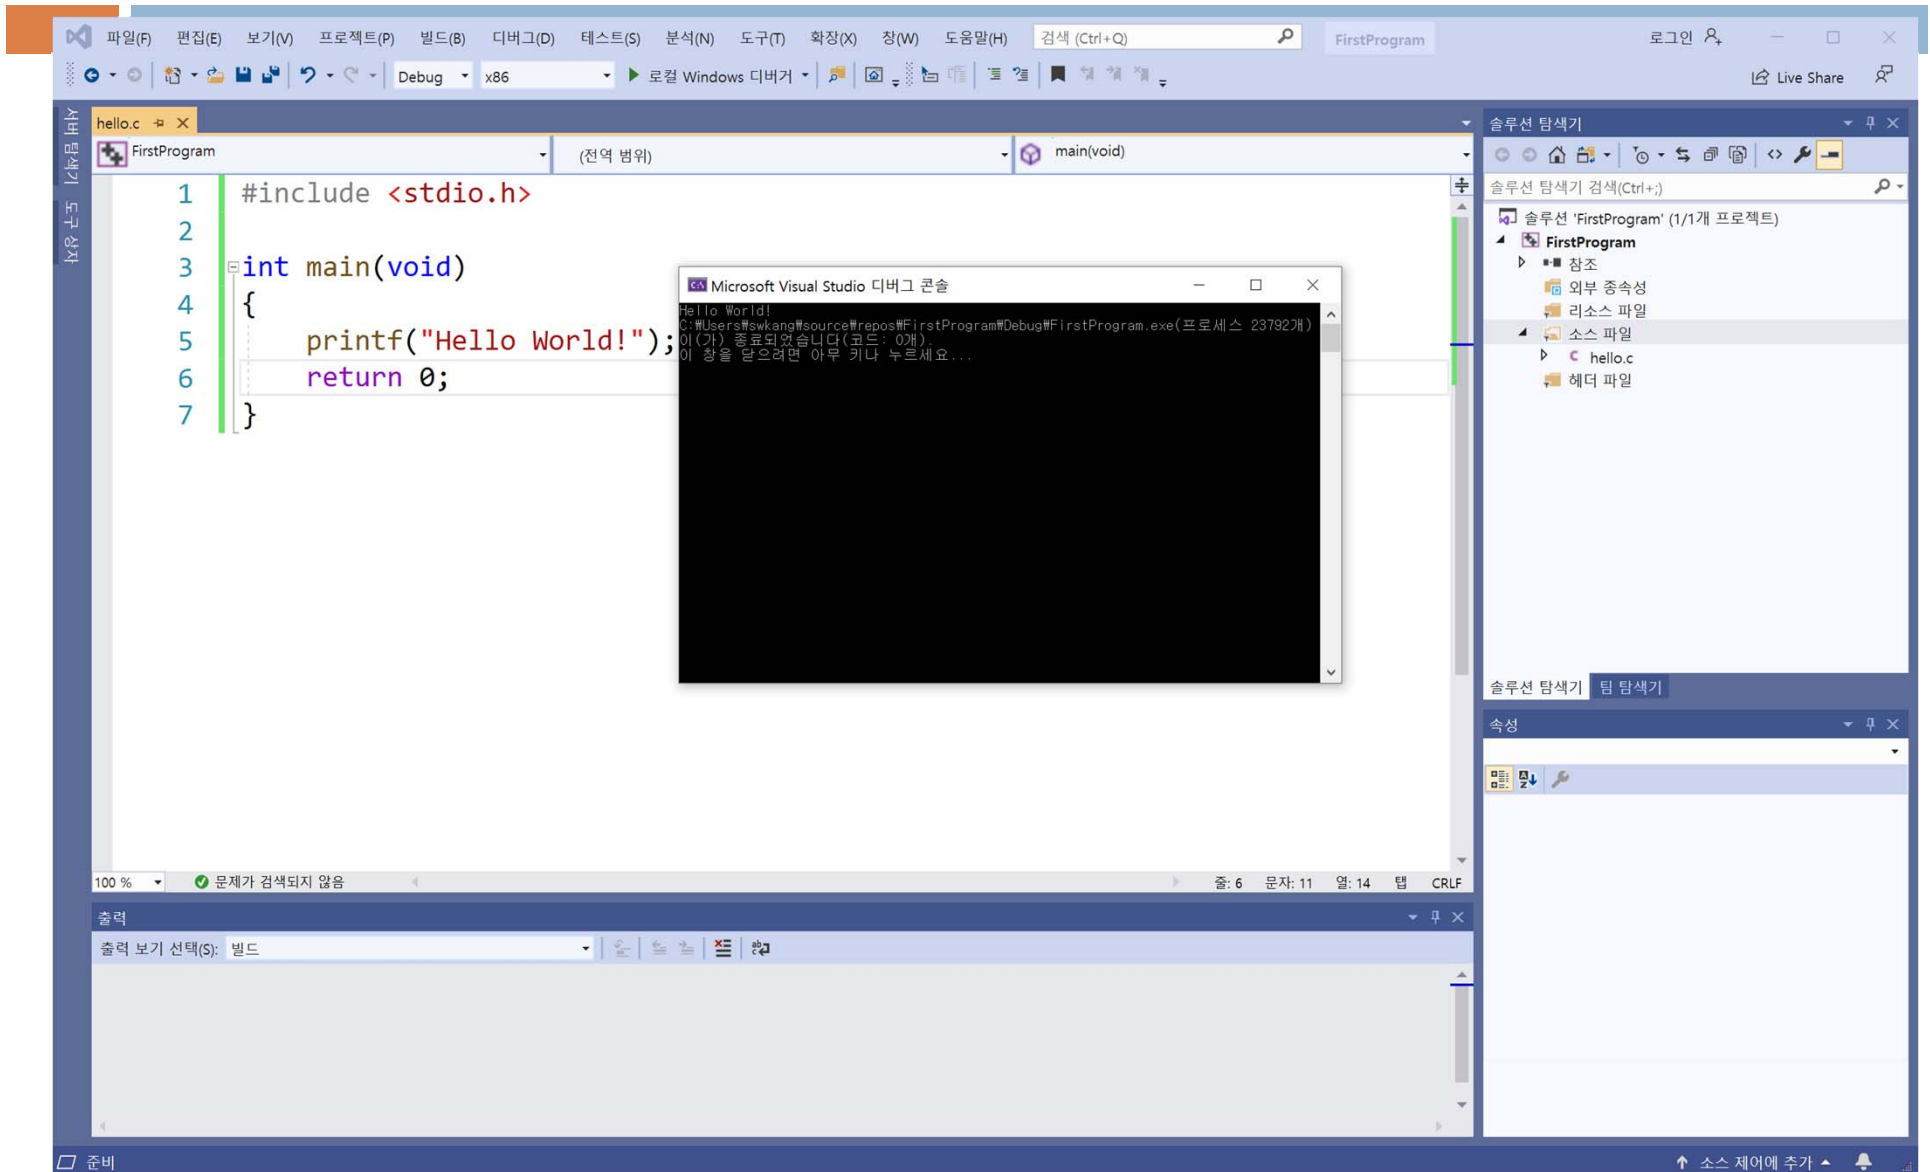 파일(F) 편집(E) 보기(V) 프로젝트(P) 빌드(B) 디버그(D) 테스트(S) 분석(N) 도구(T) 확장(X) 창(W) 도움말(H) 검색 (Ctrl+Q) FirstProgram 로그인
Debug x86 로컬 Windows 디버거 Live Share
서버 탐색기
도구 상자
hello.c
FirstProgram (전역 범위) main(void)
1 #include <stdio.h>
2
3 int main(void)
4 {
5 printf("Hello World!");
6 return 0;
7 }
Microsoft Visual Studio 디버그 콘솔
Hello World!
C:₩Users₩swkang₩source₩repos₩FirstProgram₩Debug₩FirstProgram.exe(프로세스 23792개)
이(가) 종료되었습니다(코드: 0개).
이 창을 닫으려면 아무 키나 누르세요...
100 % 문제가 검색되지 않음 줄: 6 문자: 11 열: 14 탭 CRLF
출력
출력 보기 선택(S): 빌드
솔루션 탐색기
솔루션 탐색기 검색(Ctrl+;)
솔루션 'FirstProgram' (1/1개 프로젝트)
FirstProgram
참조
외부 종속성
리소스 파일
소스 파일
hello.c
헤더 파일
솔루션 탐색기 팀 탐색기
속성
준비 소스 제어에 추가